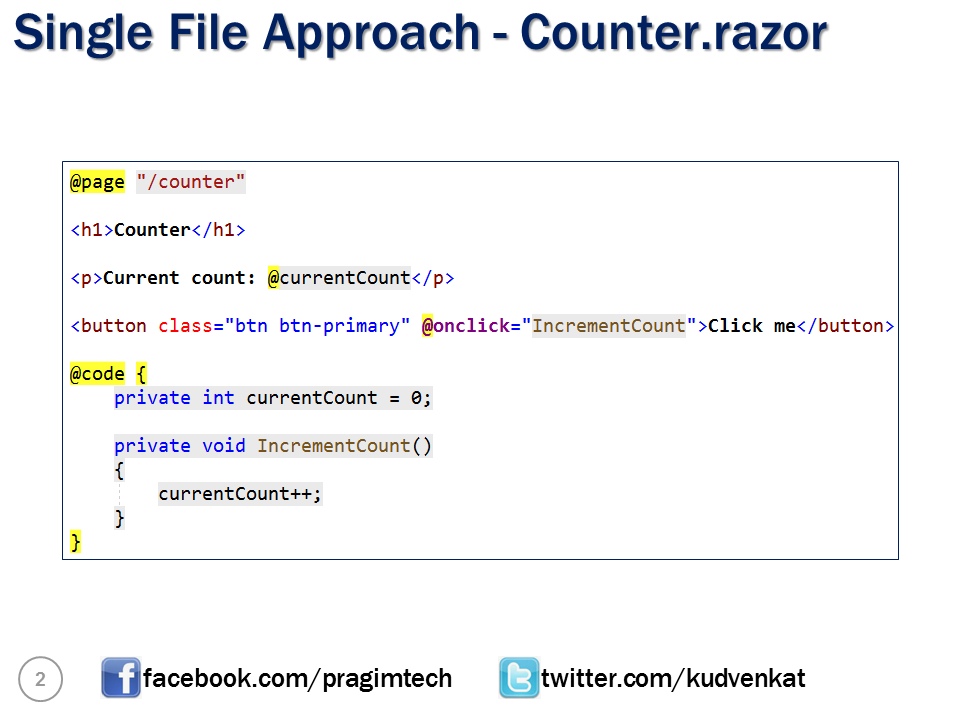 Single File Approach - Counter.razor
@page "/counter"
<h1>Counter</h1>
<p>Current count: @currentCount</p>
<button class="btn btn-primary" @onclick="IncrementCount">Click me</button>
@code {
    private int currentCount = 0;
    private void IncrementCount()
    {
        currentCount++;
    }
}
2
facebook.com/pragimtech
twitter.com/kudvenkat